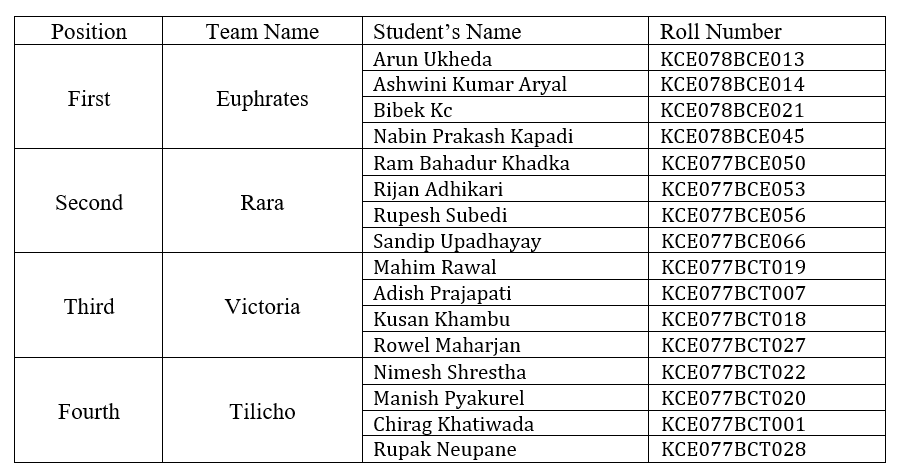 Position Team Name Student's Name Roll Number
First Euphrates Arun Ukheda KCE078BCE013
Ashwini Kumar Aryal KCE078BCE014
Bibek Kc KCE078BCE021
Nabin Prakash Kapadi KCE078BCE045
Second Rara Ram Bahadur Khadka KCE077BCE050
Rijan Adhikari KCE077BCE053
Rupesh Subedi KCE077BCE056
Sandip Upadhayay KCE077BCE066
Third Victoria Mahim Rawal KCE077BCT019
Adish Prajapati KCE077BCT007
Kusan Khambu KCE077BCT018
Rowel Maharjan KCE077BCT027
Fourth Tilicho Nimesh Shrestha KCE077BCT022
Manish Pyakurel KCE077BCT020
Chirag Khatiwada KCE077BCT001
Rupak Neupane KCE077BCT028